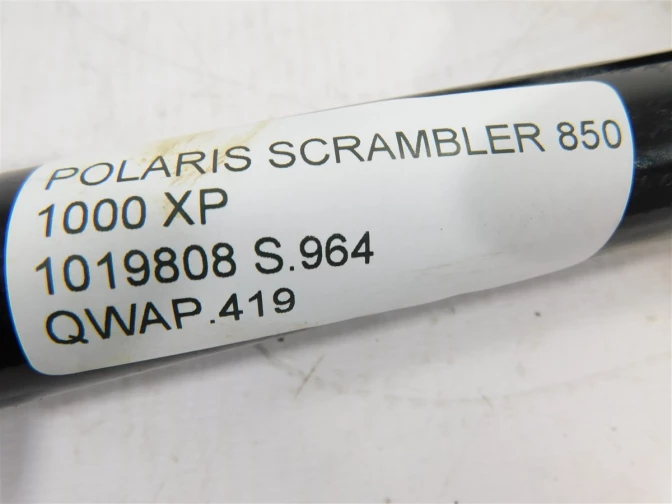 POLARIS SCRAMBLER 850
1000 XP
1019808 S.964
QWAP.419